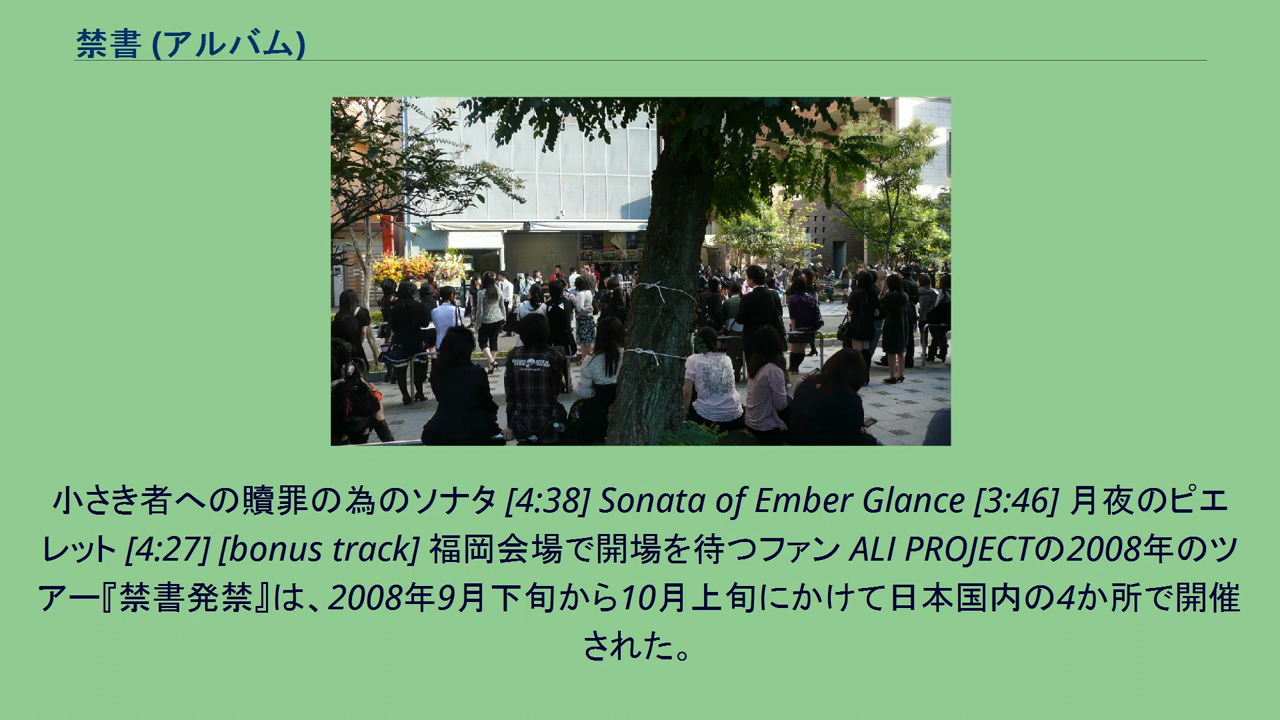 禁書 (アルバム)
小さき者への贖罪の為のソナタ [4:38] Sonata of Ember Glance [3:46] 月夜のピエ
レット [4:27] [bonus track] 福岡会場で開場を待つファン ALI PROJECTの2008年のツ
アー『禁書発禁』は、2008年9月下旬から10月上旬にかけて日本国内の4か所で開催
された。